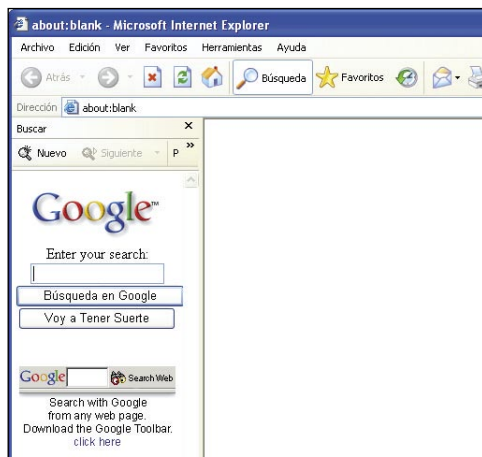 about:blank - Microsoft Internet Explorer
Archivo Edición Ver Favoritos Herramientas Ayuda
Atrás Búsqueda Favoritos
Dirección about:blank
Buscar
Nuevo Siguiente P
Google™
Enter your search:
Búsqueda en Google
Voy a Tener Suerte
Google Search Web
Search with Google
from any web page.
Download the Google Toolbar.
click here